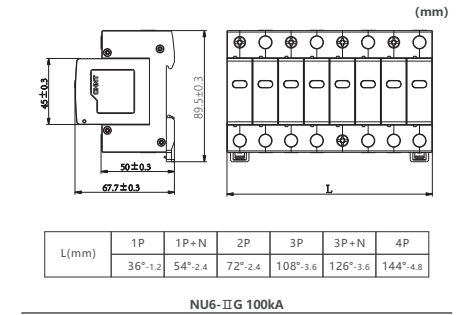 (mm)
45±0.3
CHNT
89.5±0.3
50±0.3
67.7±0.3
L
L(mm) 1P 1P+N 2P 3P 3P+N 4P
36°-1.2 54°-2.4 72°-2.4 108°-3.6 126°-3.6 144°-4.8
NU6-ⅡG 100kA